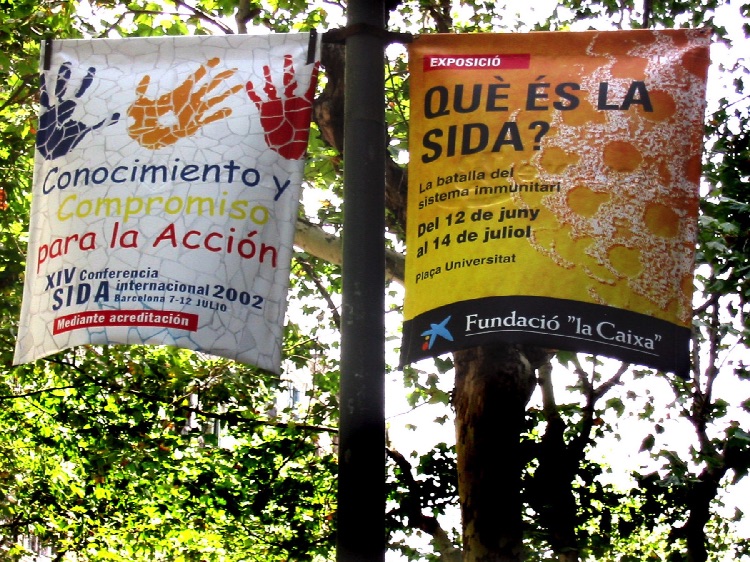 Conocimiento y
Compromiso
para la Acción
XIV Conferencia
SIDA internacional 2002
Barcelona 7-12 JULIO
Mediante acreditación
EXPOSICIÓ
QUÈ ÉS LA
SIDA?
La batalla del
sistema immunitari
Del 12 de juny
al 14 de juliol
Plaça Universitat
Fundació "la Caixa"